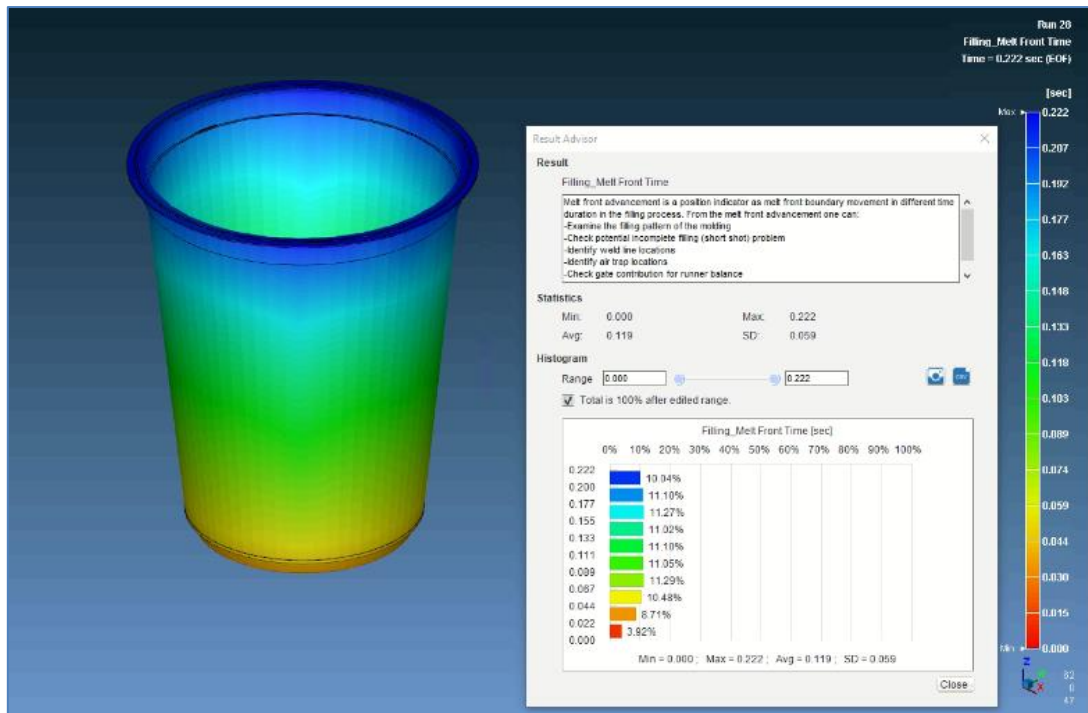 Run 28
Filling_Melt Front Time
Time = 0.222 sec (EOF)
[sec]
Max
0.222
0.207
0.192
0.177
0.163
0.148
0.133
0.118
0.103
0.089
0.074
0.059
0.044
0.030
0.015
Min
0.000
Z
X
82
0
47
Result Advisor
Result
Filling_Melt Front Time
Melt front advancement is a position indicator as melt front boundary movement in different time
duration in the filling process. From the melt front advancement one can:
-Examine the filling pattern of the molding
-Check potential incomplete filling (short shot) problem
-Identify weld line locations
-Identify air trap locations
-Check gate contribution for runner balance
Statistics
Min: 0.000 Max: 0.222
Avg: 0.119 SD: 0.059
Histogram
Range 0.000 0.222
Total is 100% after edited range.
Filling_Melt Front Time [sec]
0% 10% 20% 30% 40% 50% 60% 70% 80% 90% 100%
0.222
10.04%
0.200
11.10%
0.177
11.27%
0.155
11.02%
0.133
11.10%
0.111
11.05%
0.089
11.29%
0.067
10.48%
0.044
8.71%
0.022
3.92%
0.000
Min = 0.000 ; Max = 0.222 ; Avg = 0.119 ; SD = 0.059
Close